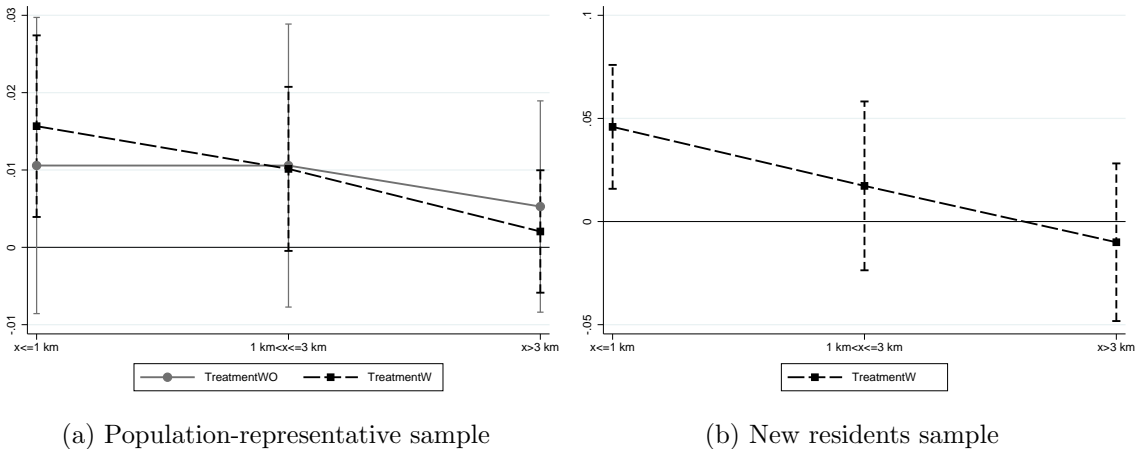 .03
.02
.01
0
-.01
x<=1 km
1 km<x<=3 km
x>3 km
TreatmentWO
TreatmentW
(a) Population-representative sample
.1
.05
0
-.05
x<=1 km
1 km<x<=3 km
x>3 km
TreatmentW
(b) New residents sample